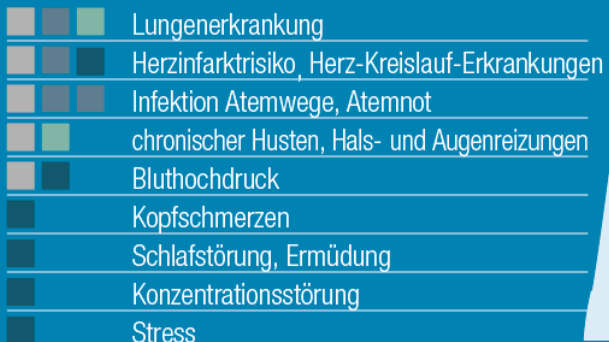 Lungenerkrankung
Herzinfarktrisiko, Herz-Kreislauf-Erkrankungen
Infektion Atemwege, Atemnot
chronischer Husten, Hals- und Augenreizungen
Bluthochdruck
Kopfschmerzen
Schlafstörung, Ermüdung
Konzentrationsstörung
Stress